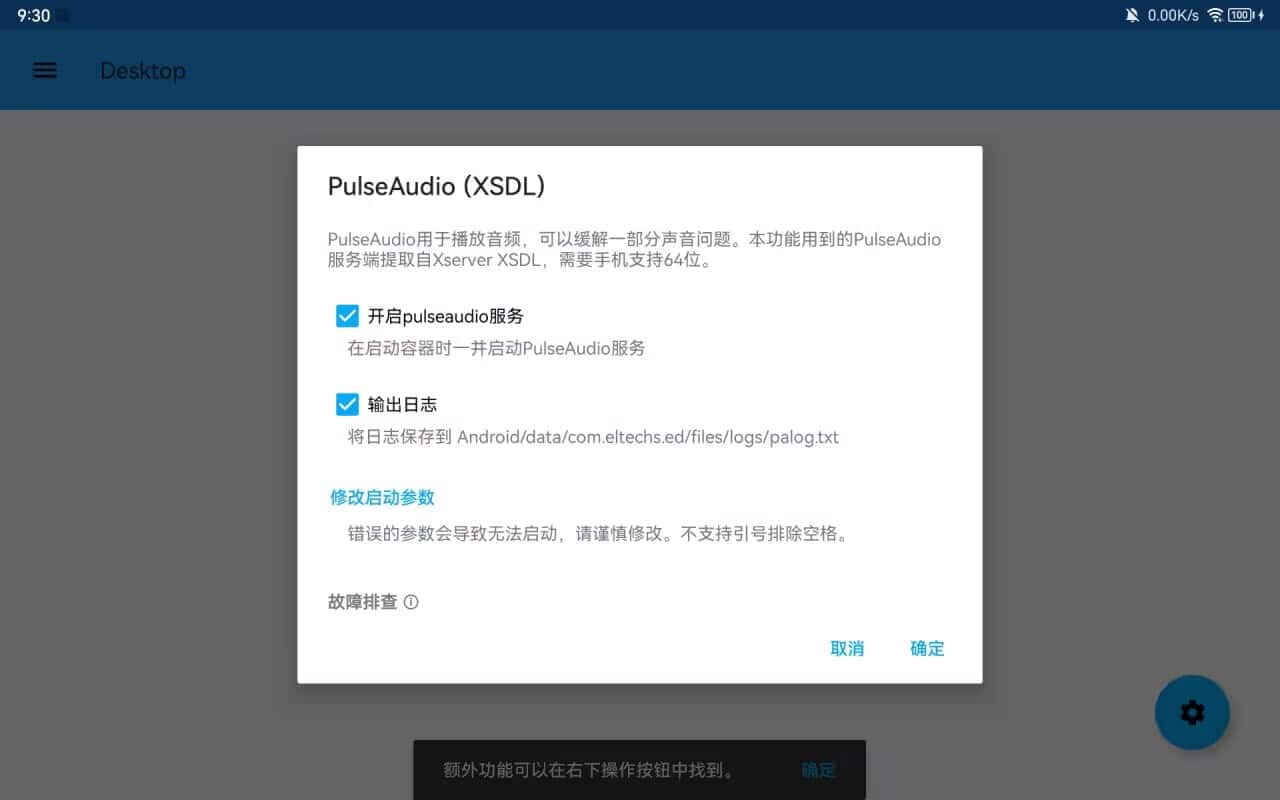 9:30
0.00K/s
100
Desktop
PulseAudio (XSDL)
PulseAudio用于播放音频，可以缓解一部分声音问题。本功能用到的PulseAudio
服务端提取自Xserver XSDL，需要手机支持64位。
开启pulseaudio服务
在启动容器时一并启动PulseAudio服务
输出日志
将日志保存到 Android/data/com.eltechs.ed/files/logs/palog.txt
修改启动参数
错误的参数会导致无法启动，请谨慎修改。不支持引号排除空格。
故障排查
取消
确定
额外功能可以在右下操作按钮中找到。
确定